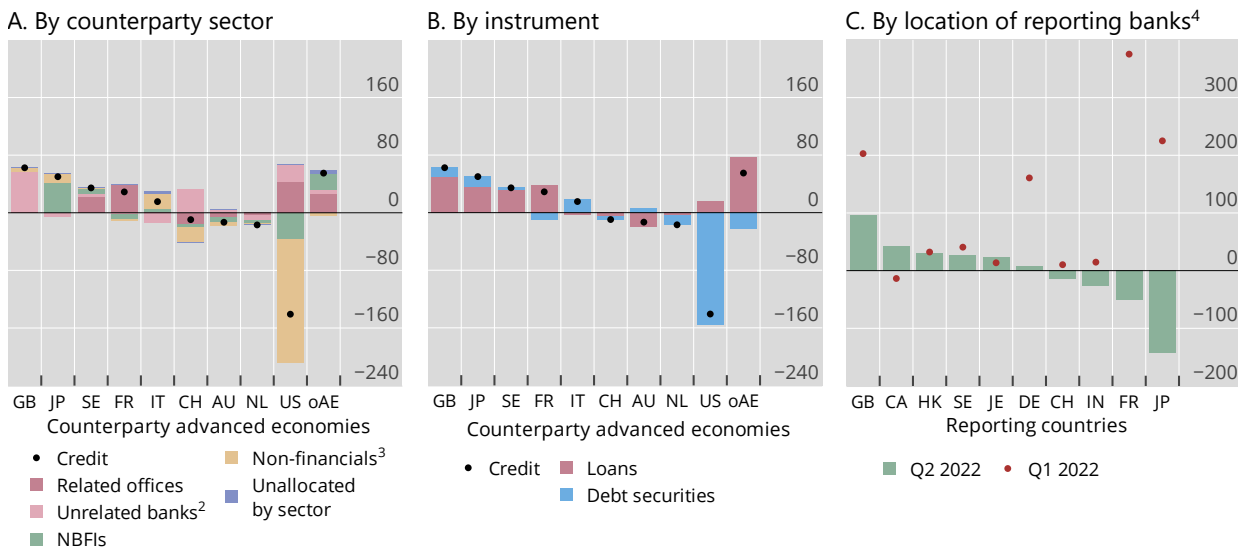 A. By counterparty sector
160
80
0
−80
−160
−240
GB JP SE FR IT CH AU NL US oAE
Counterparty advanced economies
Credit
Related offices
Unrelated banks²
NBFIs
Non-financials³
Unallocated
by sector
B. By instrument
160
80
0
−80
−160
−240
GB JP SE FR IT CH AU NL US oAE
Counterparty advanced economies
Credit
Loans
Debt securities
C. By location of reporting banks⁴
300
200
100
0
−100
−200
GB CA HK SE JE DE CH IN FR JP
Reporting countries
Q2 2022
Q1 2022